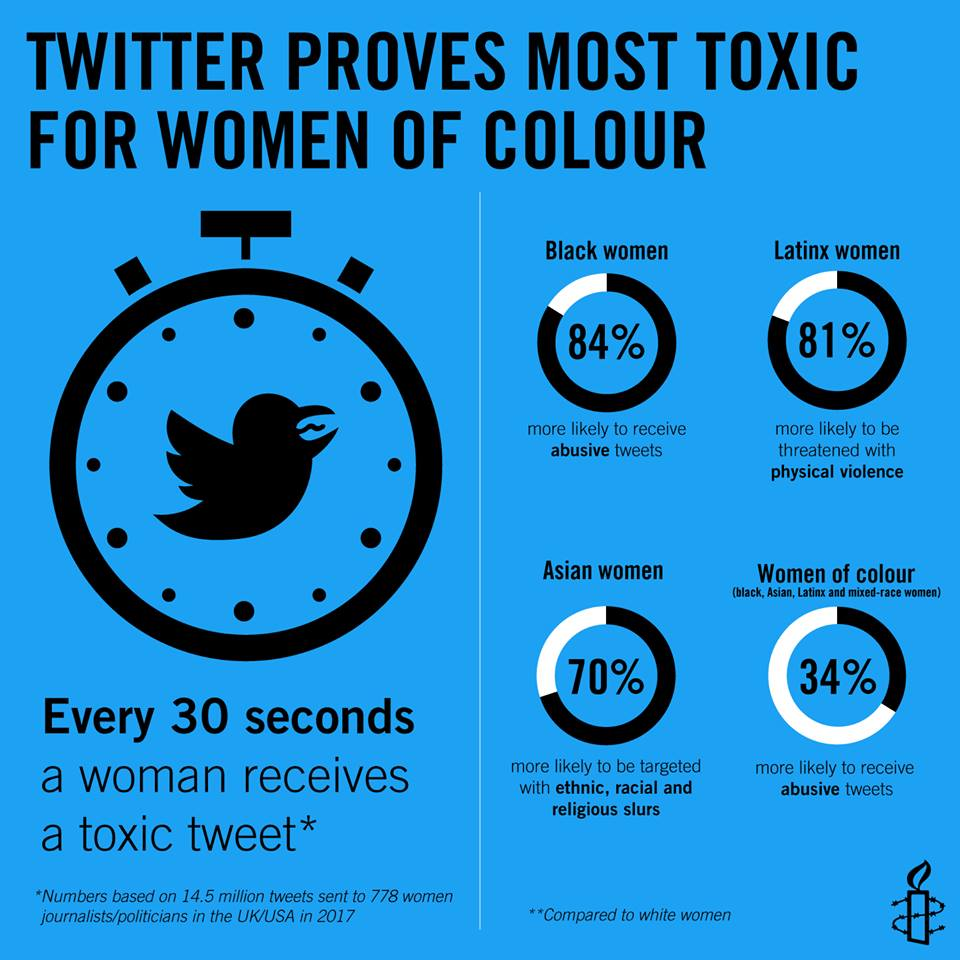 TWITTER PROVES MOST TOXIC
FOR WOMEN OF COLOUR
Every 30 seconds
a woman receives
a toxic tweet*
*Numbers based on 14.5 million tweets sent to 778 women
journalists/politicians in the UK/USA in 2017
Black women
84%
more likely to receive
abusive tweets
Latinx women
81%
more likely to be
threatened with
physical violence
Asian women
70%
more likely to be targeted
with ethnic, racial and
religious slurs
Women of colour
(black, Asian, Latinx and mixed-race women)
34%
more likely to receive
abusive tweets
**Compared to white women